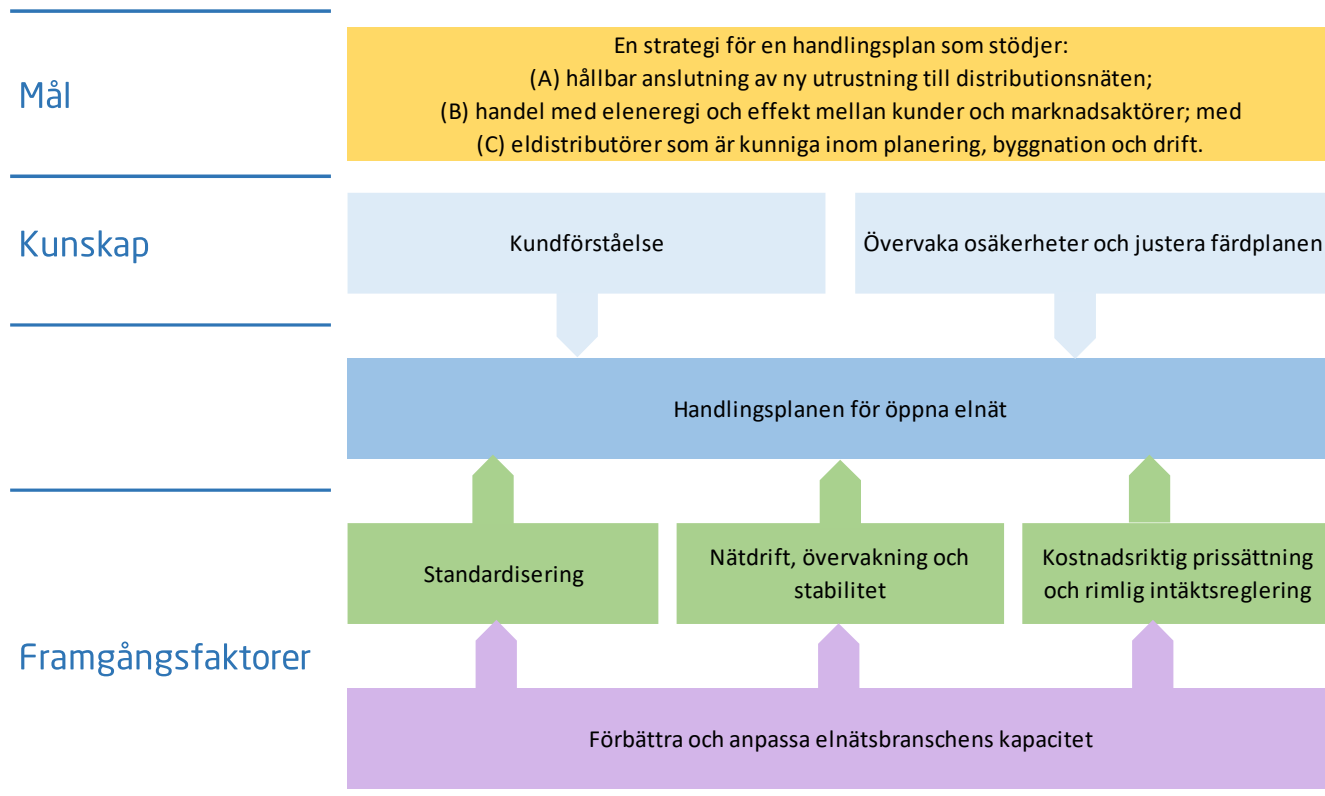 Mål
En strategi för en handlingsplan som stödjer:
(A) hållbar anslutning av ny utrustning till distributionsnäten;
(B) handel med eleneregi och effekt mellan kunder och marknadsaktörer; med
(C) eldistributörer som är kunniga inom planering, byggnation och drift.
Kunskap
Kundförståelse
Övervaka osäkerheter och justera färdplanen
Handlingsplanen för öppna elnät
Framgångsfaktorer
Standardisering
Nätdrift, övervakning och
stabilitet
Kostnadsriktig prissättning
och rimlig intäktsreglering
Förbättra och anpassa elnätsbranschens kapacitet